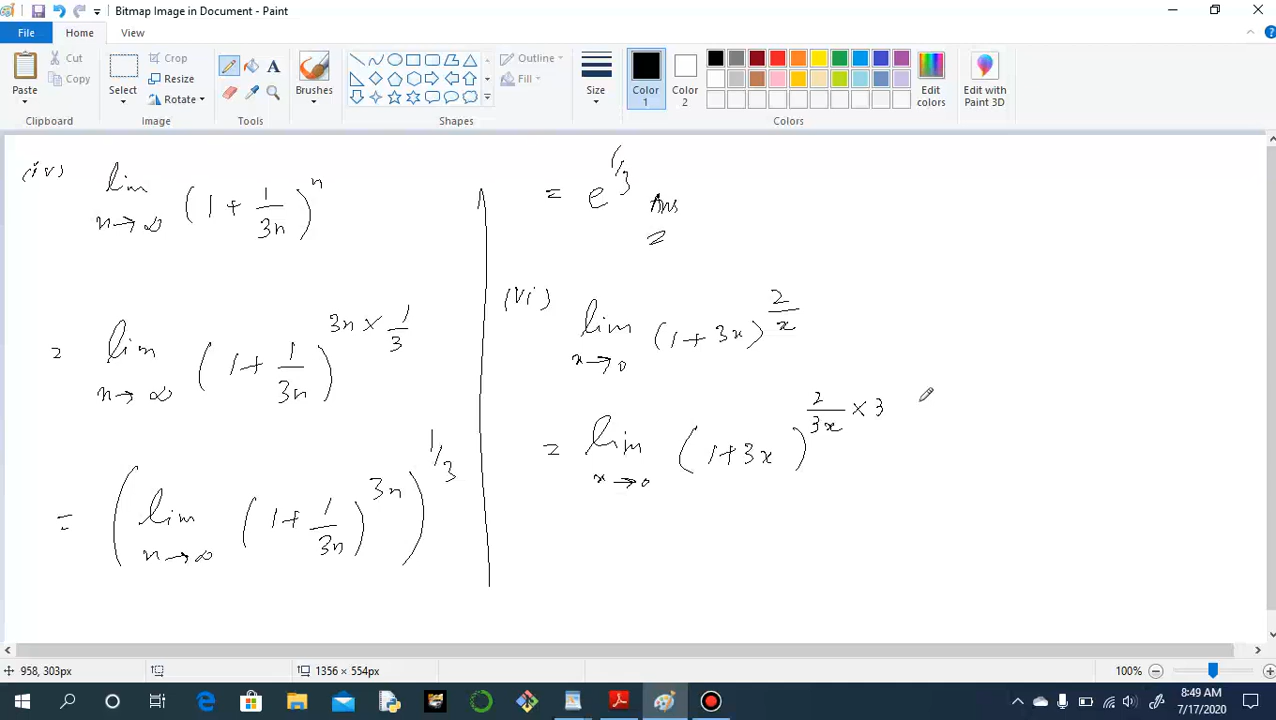 Bitmap Image in Document - Paint
File Home View
Paste Cut Copy Clipboard
Select Crop Resize Rotate Image
Tools
Brushes
Outline Fill Shapes
Size
Color 1 Color 2 Edit colors Colors
Edit with Paint 3D
(iv) lim n→∞ (1 + 1/3n)^n
= lim n→∞ (1 + 1/3n)^(3n × 1/3)
= (lim n→∞ (1 + 1/3n)^3n)^1/3
= e^1/3 Ans
(vi) lim x→0 (1 + 3x)^2/x
= lim x→0 (1 + 3x)^(2/3x × 3)
958, 303px 1356 × 554px 100%
8:49 AM
7/17/2020